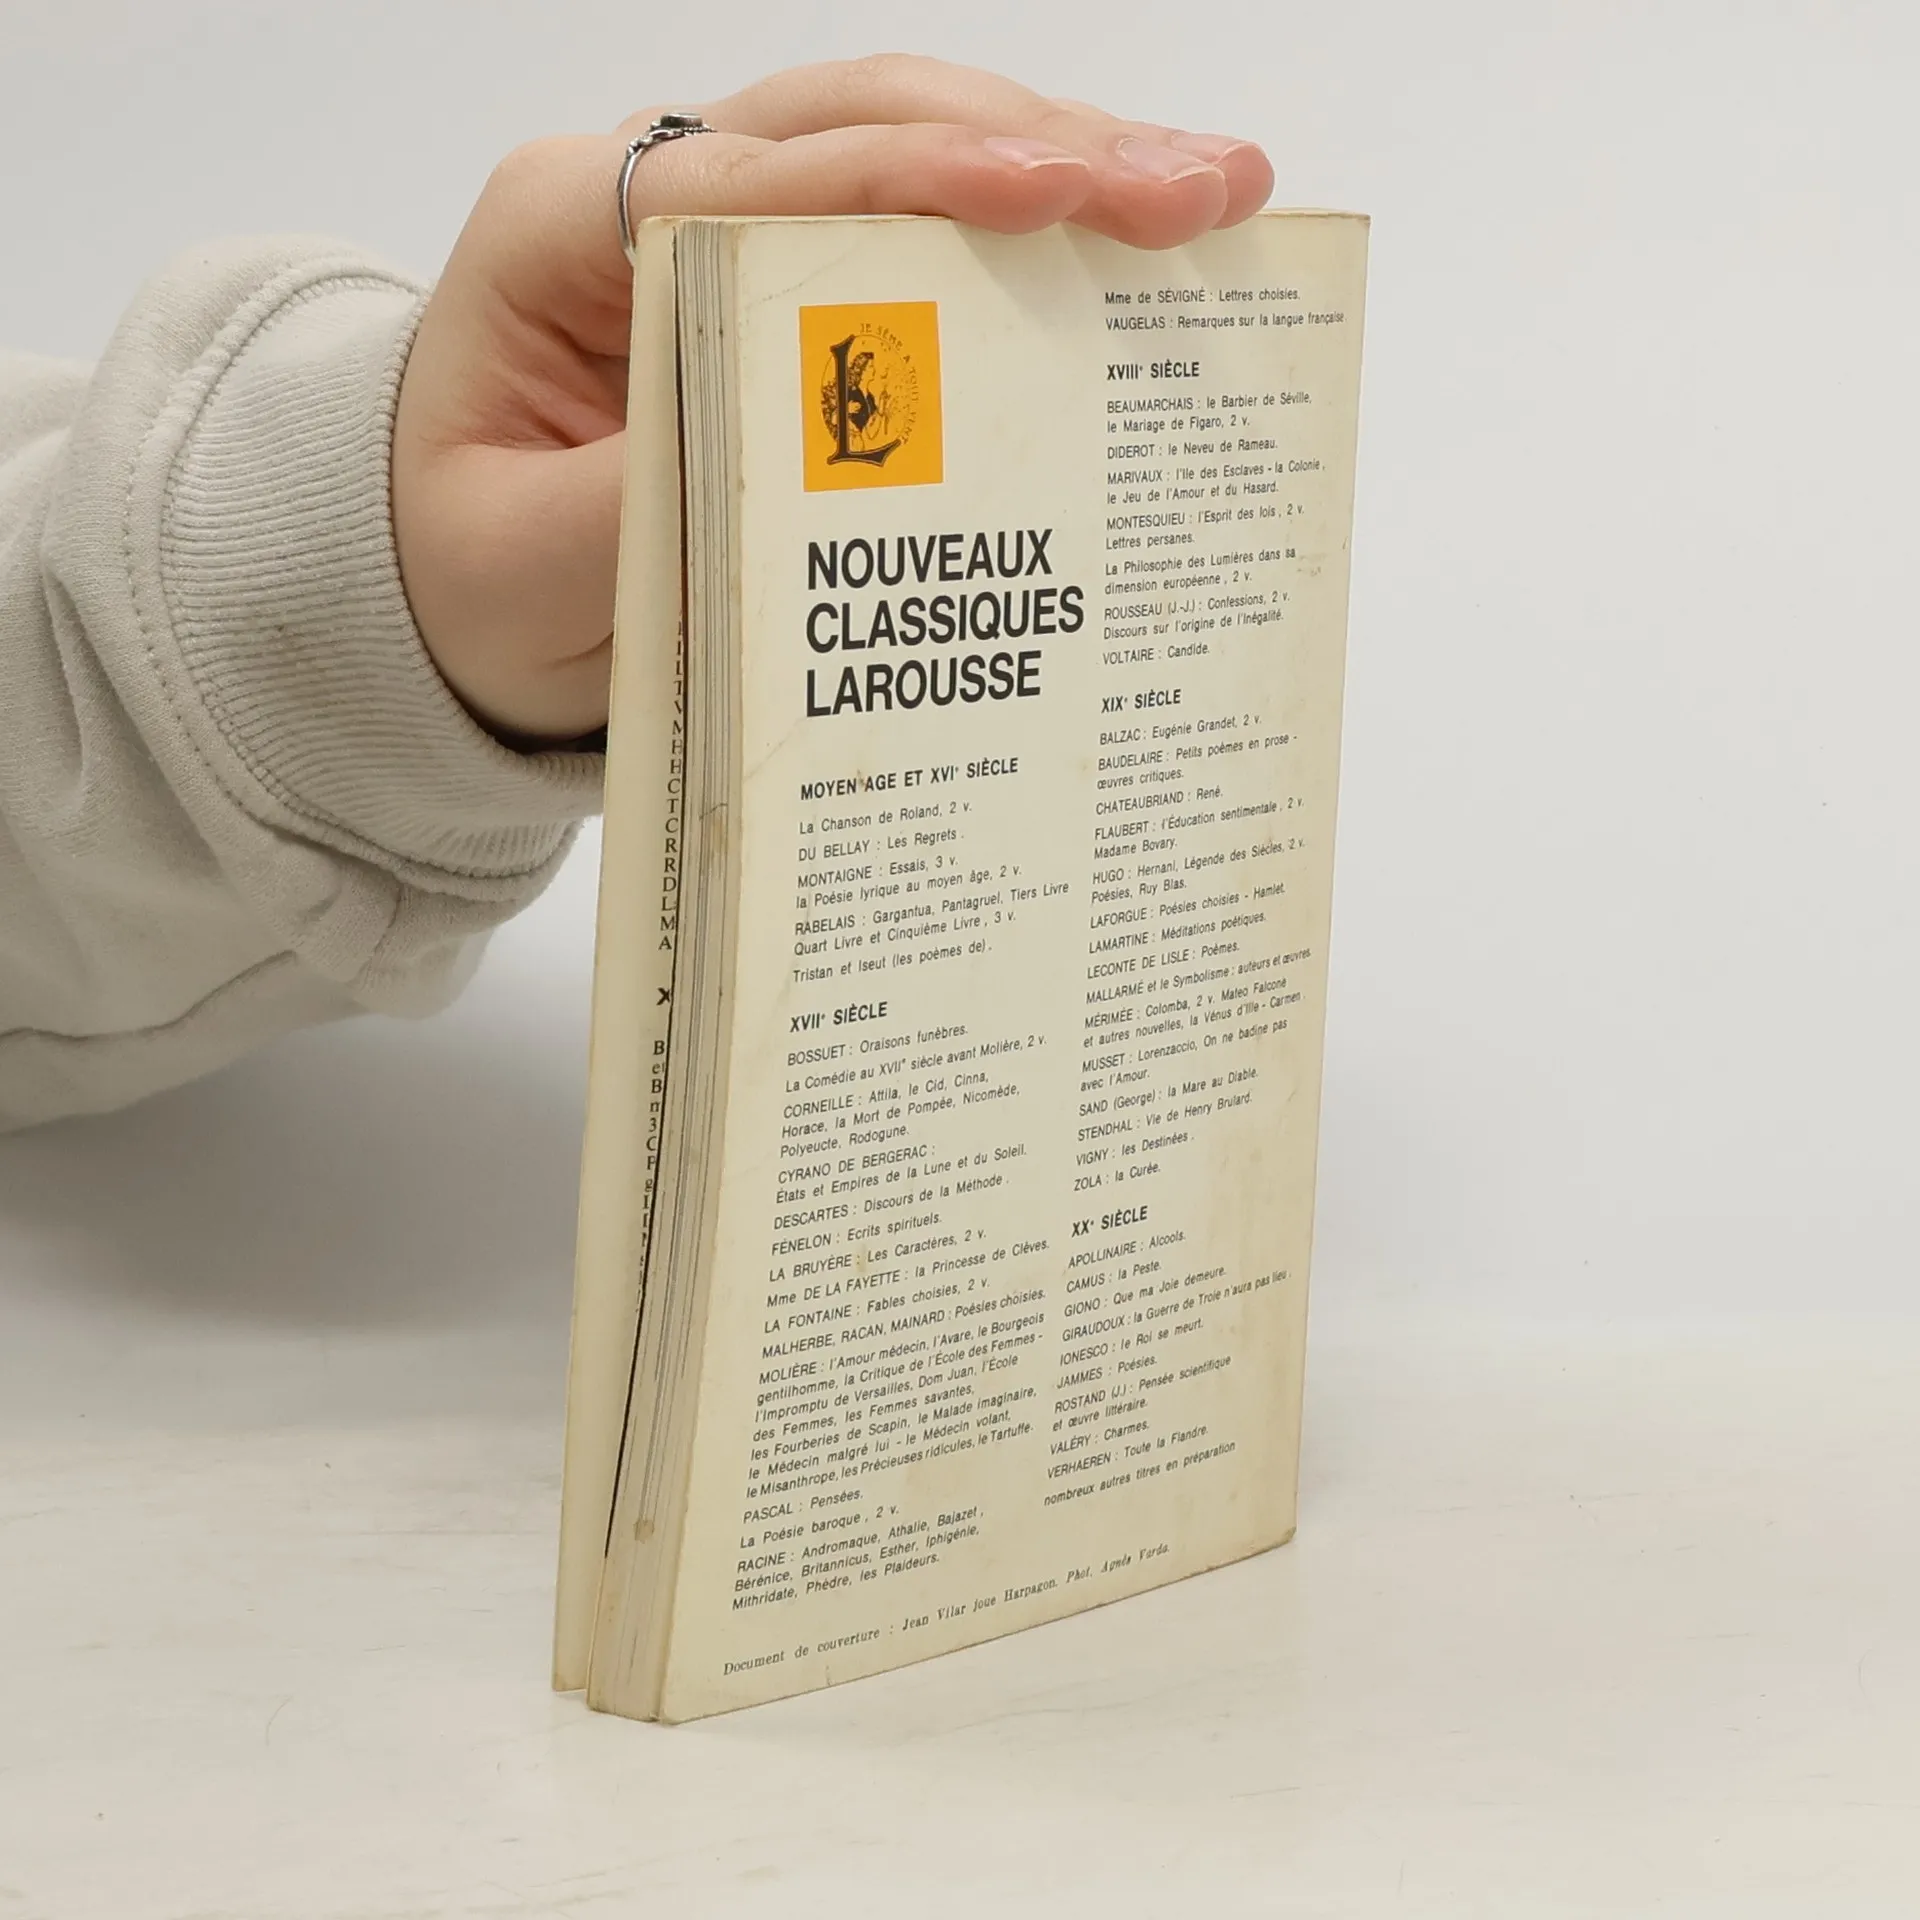 JE SÈME A TOUT VENT
L
NOUVEAUX
CLASSIQUES
LAROUSSE
MOYEN AGE ET XVIe SIÈCLE
La Chanson de Roland, 2 v.
DU BELLAY : Les Regrets.
MONTAIGNE : Essais, 3 v.
la Poésie lyrique au moyen âge, 2 v.
RABELAIS : Gargantua, Pantagruel, Tiers Livre
Quart Livre et Cinquième Livre, 3 v.
Tristan et Iseut (les poèmes de).
XVIIe SIÈCLE
BOSSUET : Oraisons funèbres.
La Comédie au XVIIe siècle avant Molière, 2 v.
CORNEILLE : Attila, le Cid, Cinna,
Horace, la Mort de Pompée, Nicomède,
Polyeucte, Rodogune.
CYRANO DE BERGERAC :
États et Empires de la Lune et du Soleil.
DESCARTES : Discours de la Méthode.
FÉNELON : Ecrits spirituels.
LA BRUYÈRE : Les Caractères, 2 v.
Mme DE LA FAYETTE : la Princesse de Clèves.
LA FONTAINE : Fables choisies, 2 v.
MALHERBE, RACAN, MAINARD : Poésies choisies.
MOLIÈRE : l'Amour médecin, l'Avare, le Bourgeois
gentilhomme, la Critique de l'École des Femmes -
l'Impromptu de Versailles, Dom Juan, l'École
des Femmes, les Femmes savantes,
les Fourberies de Scapin, le Malade imaginaire,
le Médecin malgré lui - le Médecin volant,
le Misanthrope, les Précieuses ridicules, le Tartuffe.
PASCAL : Pensées.
La Poésie baroque, 2 v.
RACINE : Andromaque, Athalie, Bajazet,
Bérénice, Britannicus, Esther, Iphigénie,
Mithridate, Phèdre, les Plaideurs.
Mme de SÉVIGNÉ : Lettres choisies.
VAUGELAS : Remarques sur la langue française
XVIIIe SIÈCLE
BEAUMARCHAIS : le Barbier de Séville,
le Mariage de Figaro, 2 v.
DIDEROT : le Neveu de Rameau.
MARIVAUX : l'Ile des Esclaves - la Colonie,
le Jeu de l'Amour et du Hasard.
MONTESQUIEU : l'Esprit des lois, 2 v.
Lettres persanes.
La Philosophie des Lumières dans sa
dimension européenne, 2 v.
ROUSSEAU (J.-J.) : Confessions, 2 v.
Discours sur l'origine de l'Inégalité.
VOLTAIRE : Candide.
XIXe SIÈCLE
BALZAC : Eugénie Grandet, 2 v.
BAUDELAIRE : Petits poèmes en prose -
œuvres critiques.
CHATEAUBRIAND : René.
FLAUBERT : l'Éducation sentimentale, 2 v.
Madame Bovary.
HUGO : Hernani, Légende des Siècles, 2 v.
Poésies, Ruy Blas.
LAFORGUE : Poésies choisies - Hamlet.
LAMARTINE : Méditations poétiques.
LECONTE DE LISLE : Poèmes.
MALLARMÉ et le Symbolisme : auteurs et œuvres
MÉRIMÉE : Colomba, 2 v. Mateo Falcone
et autres nouvelles, la Vénus d'Ille - Carmen.
MUSSET : Lorenzaccio, On ne badine pas
avec l'Amour.
SAND (George) : la Mare au Diable.
STENDHAL : Vie de Henry Brulard.
VIGNY : les Destinées.
ZOLA : la Curée.
XXe SIÈCLE
APOLLINAIRE : Alcools.
CAMUS : la Peste.
GIONO : Que ma Joie demeure.
GIRAUDOUX : la Guerre de Troie n'aura pas lieu.
IONESCO : le Roi se meurt.
JAMMES : Poésies.
ROSTAND (J.) : Pensée scientifique
et œuvre littéraire.
VALÉRY : Charmes.
VERHAEREN : Toute la Flandre.
nombreux autres titres en préparation
Document de couverture : Jean Vilar joue Harpagon. Phot. Agnès Varda.